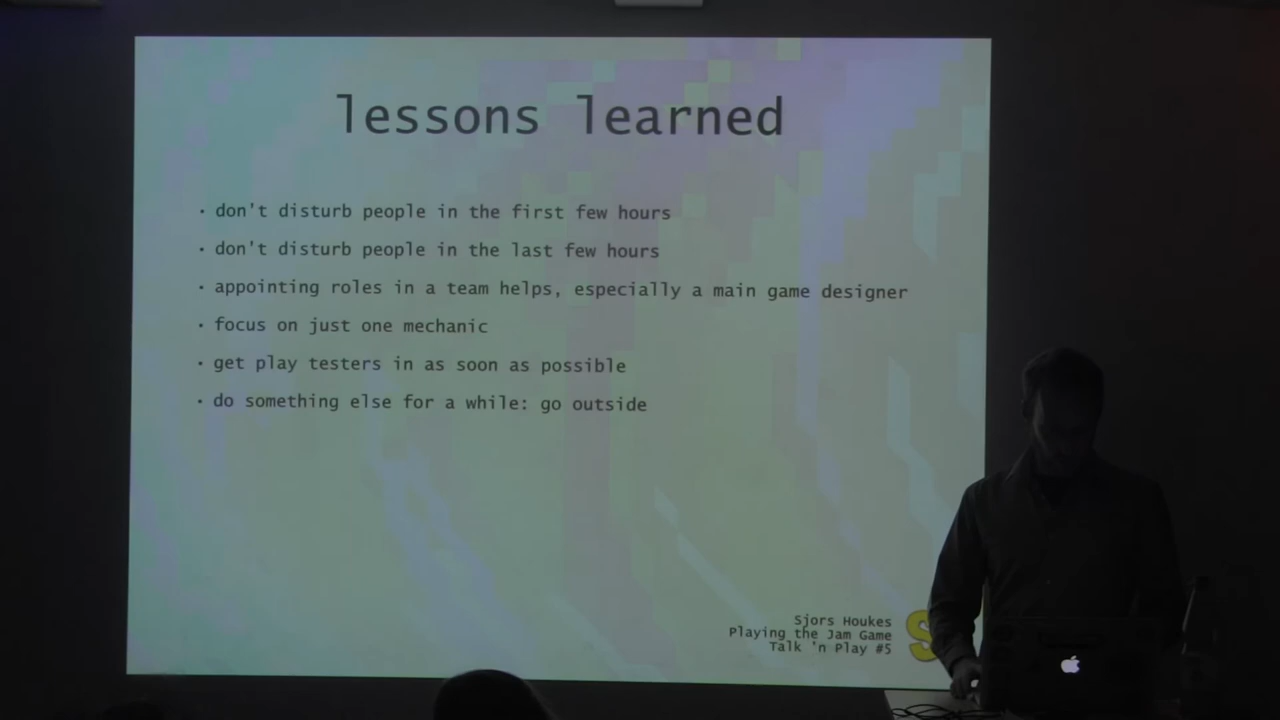 lessons learned
· don't disturb people in the first few hours
· don't disturb people in the last few hours
· appointing roles in a team helps, especially a main game designer
· focus on just one mechanic
· get play testers in as soon as possible
· do something else for a while: go outside
Sjors Houkes
Playing the Jam Game
Talk 'n Play #5
S